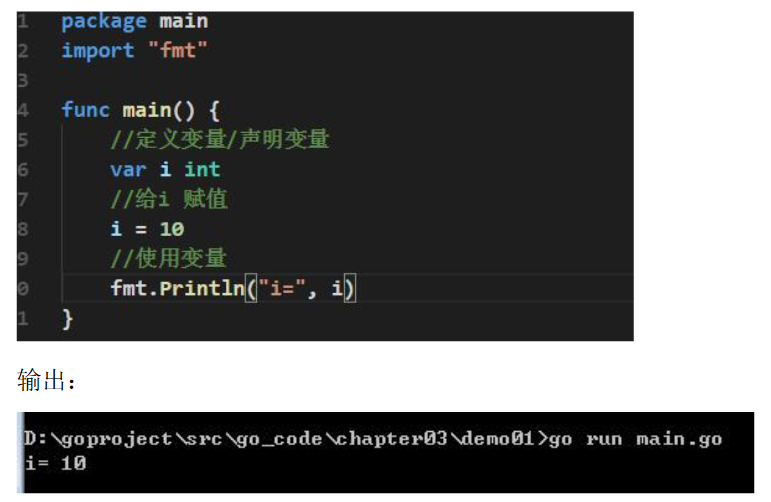 1 package main
2 import "fmt"
3
4 func main() {
5 //定义变量/声明变量
6 var i int
7 //给i 赋值
8 i = 10
9 //使用变量
0 fmt.Println("i=", i)
1 }
输出：
D:\goproject\src\go_code\chapter03\demo01>go run main.go
i= 10